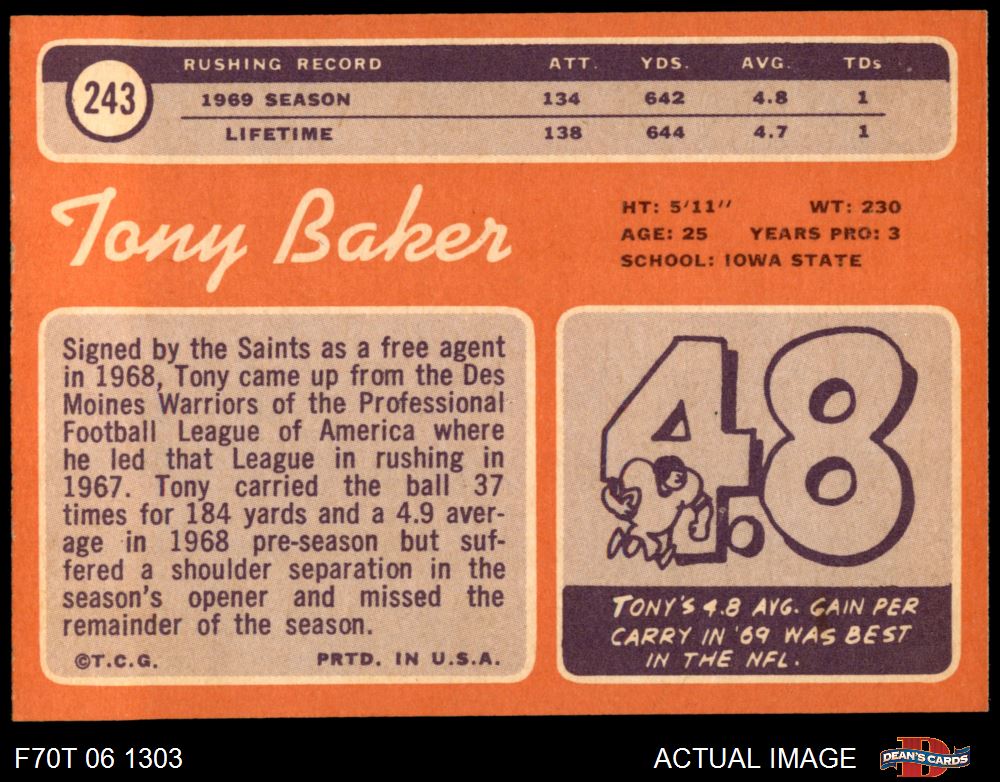 243
RUSHING RECORD ATT. YDS. AVG. TDs
1969 SEASON 134 642 4.8 1
LIFETIME 138 644 4.7 1
Tony Baker
HT: 5'11" WT: 230
AGE: 25 YEARS PRO: 3
SCHOOL: IOWA STATE
Signed by the Saints as a free agent
in 1968, Tony came up from the Des
Moines Warriors of the Professional
Football League of America where
he led that League in rushing in
1967. Tony carried the ball 37
times for 184 yards and a 4.9 aver-
age in 1968 pre-season but suf-
fered a shoulder separation in the
season's opener and missed the
remainder of the season.
©T.C.G. PRTD. IN U.S.A.
4.8
TONY'S 4.8 AVG. GAIN PER
CARRY IN '69 WAS BEST
IN THE NFL.
F70T 06 1303 ACTUAL IMAGE
D
DEAN'S CARDS